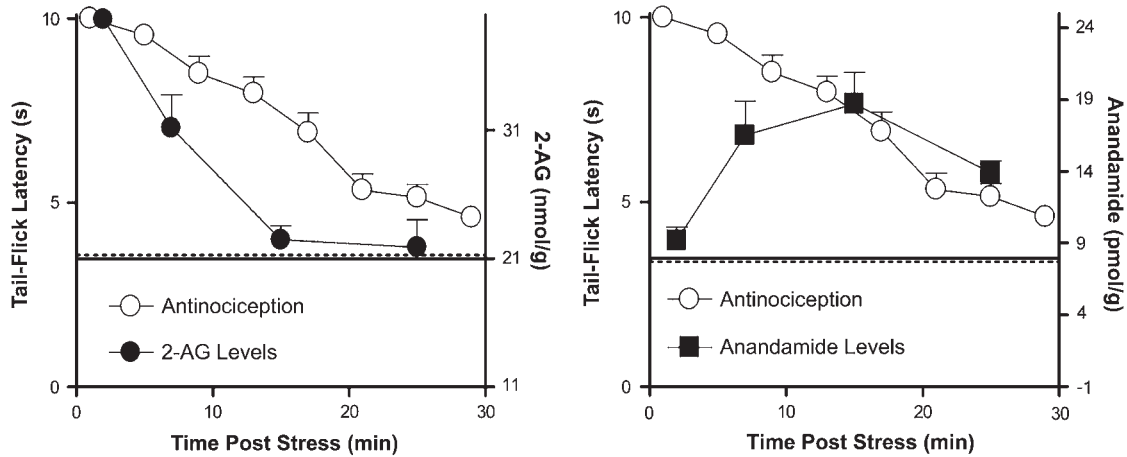 10
5
0
Tail-Flick Latency (s)
31
21
11
2-AG (nmol/g)
Antinociception
2-AG Levels
0
10
20
30
Time Post Stress (min)
10
5
0
Tail-Flick Latency (s)
24
19
14
9
4
-1
Anandamide (pmol/g)
Antinociception
Anandamide Levels
0
10
20
30
Time Post Stress (min)